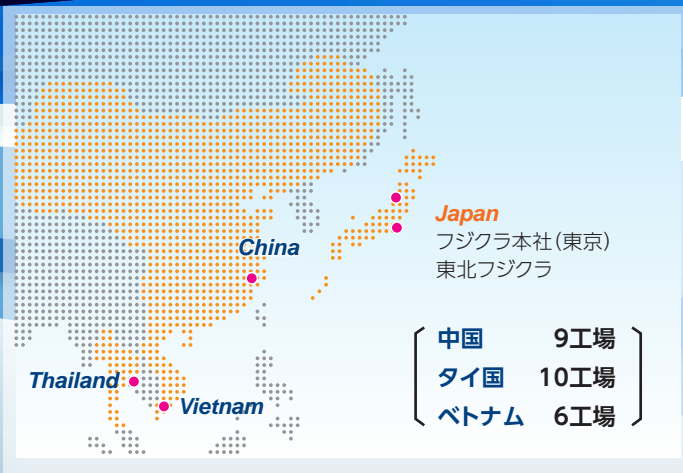 Japan
フジクラ本社（東京）
東北フジクラ
China
中国 9工場
タイ国 10工場
ベトナム 6工場
Thailand
Vietnam